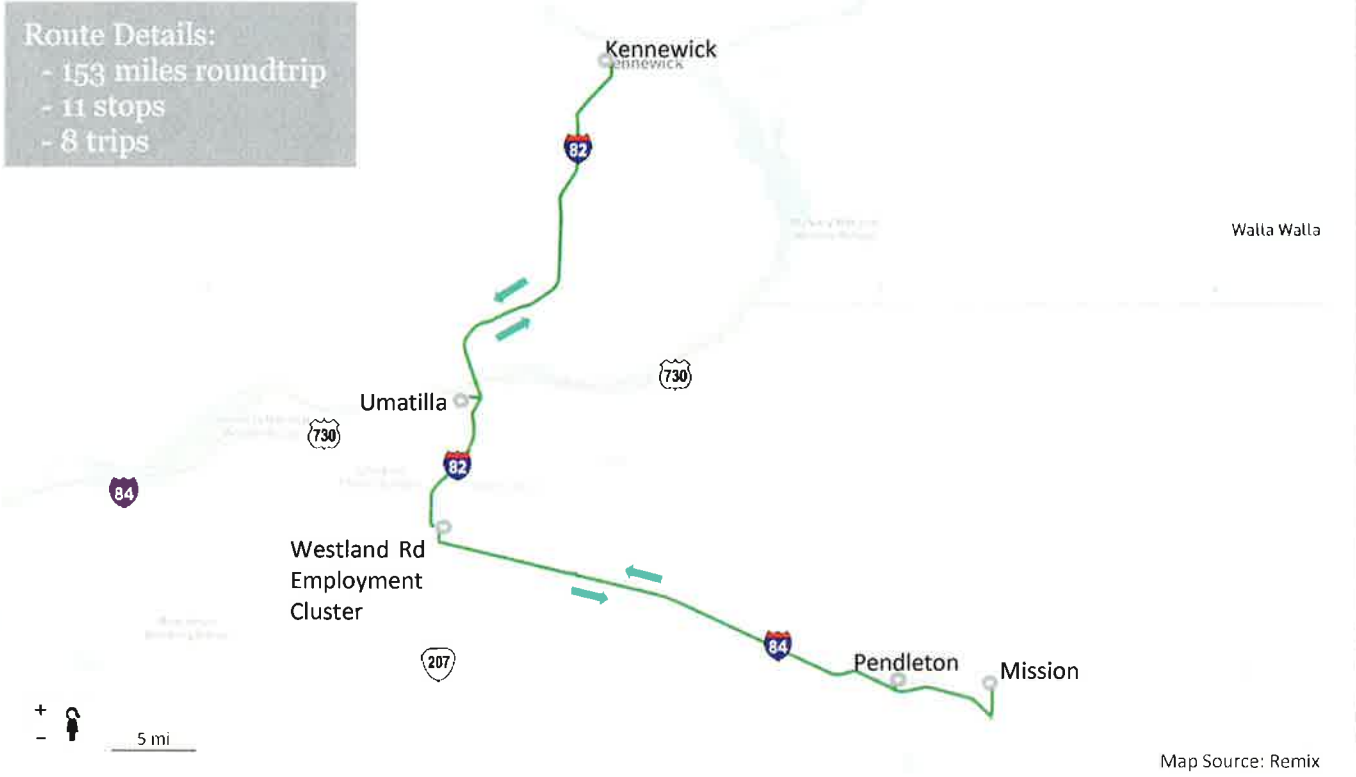 Route Details:
- 153 miles roundtrip
- 11 stops
- 8 trips
Kennewick
ennewick
82
Walla Walla
730
Umatilla
730
82
84
Westland Rd
Employment
Cluster
84
207
Pendleton
Mission
+
-
5 mi
Map Source: Remix